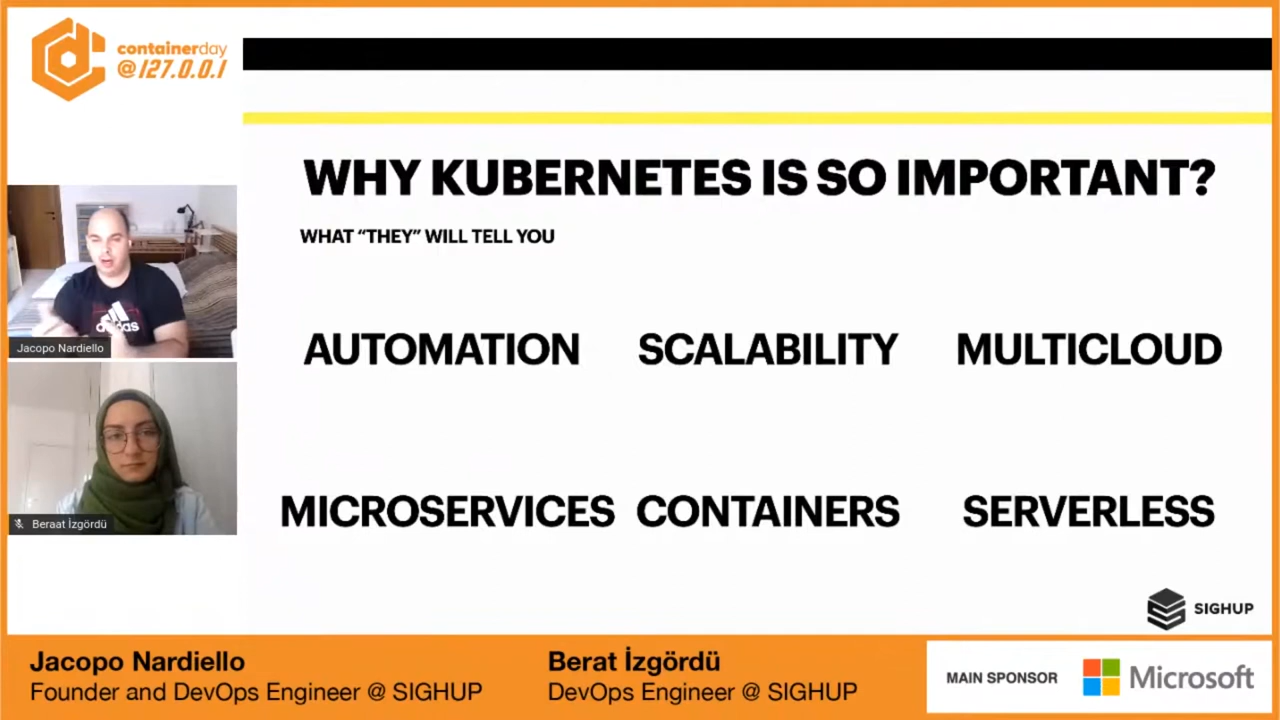 containerday
@127.0.0.1
WHY KUBERNETES IS SO IMPORTANT?
WHAT “THEY” WILL TELL YOU
AUTOMATION SCALABILITY MULTICLOUD
MICROSERVICES CONTAINERS SERVERLESS
adidas
Jacopo Nardiello
Beraat İzgördü
SIGHUP
Jacopo Nardiello
Founder and DevOps Engineer @ SIGHUP
Berat İzgördü
DevOps Engineer @ SIGHUP
MAIN SPONSOR
Microsoft